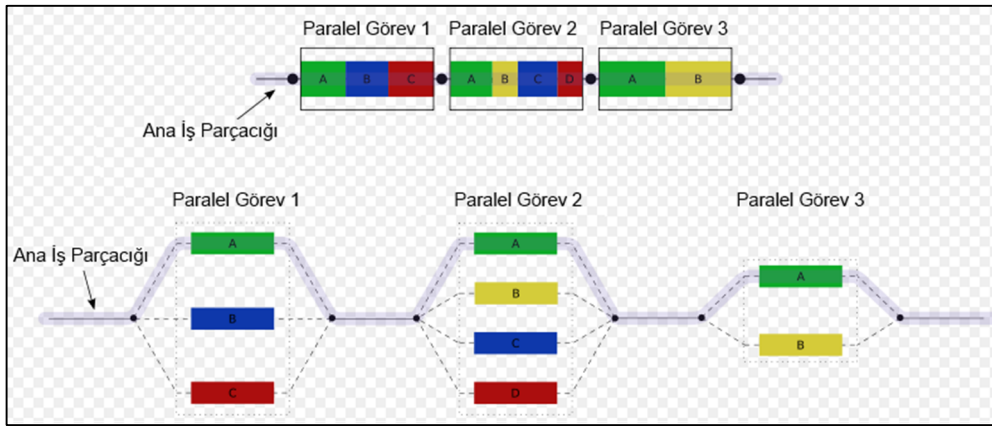 Paralel Görev 1 Paralel Görev 2 Paralel Görev 3
A B C A B C D A B
Ana İş Parçacığı
Paralel Görev 1 Paralel Görev 2 Paralel Görev 3
A A
Ana İş Parçacığı
A
B
B
C B
C D